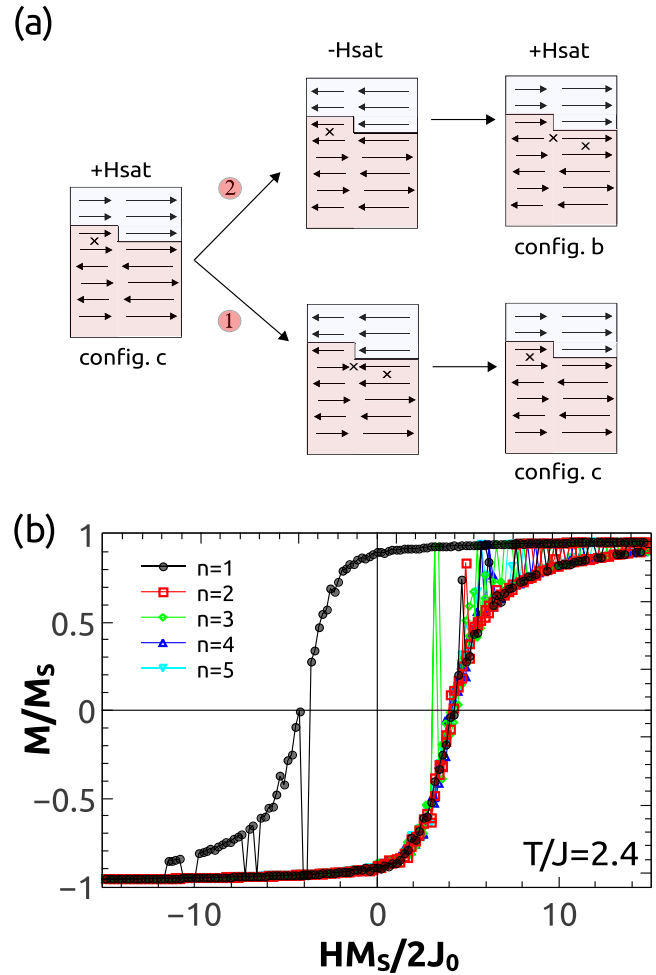 (a)
-Hsat
+Hsat
+Hsat
2
config. b
1
config. c
config. c
(b)
n=1
n=2
n=3
n=4
n=5
1
0.5
0
−0.5
−1
M/Mₛ
T/J=2.4
−10
0
10
HMₛ/2J₀